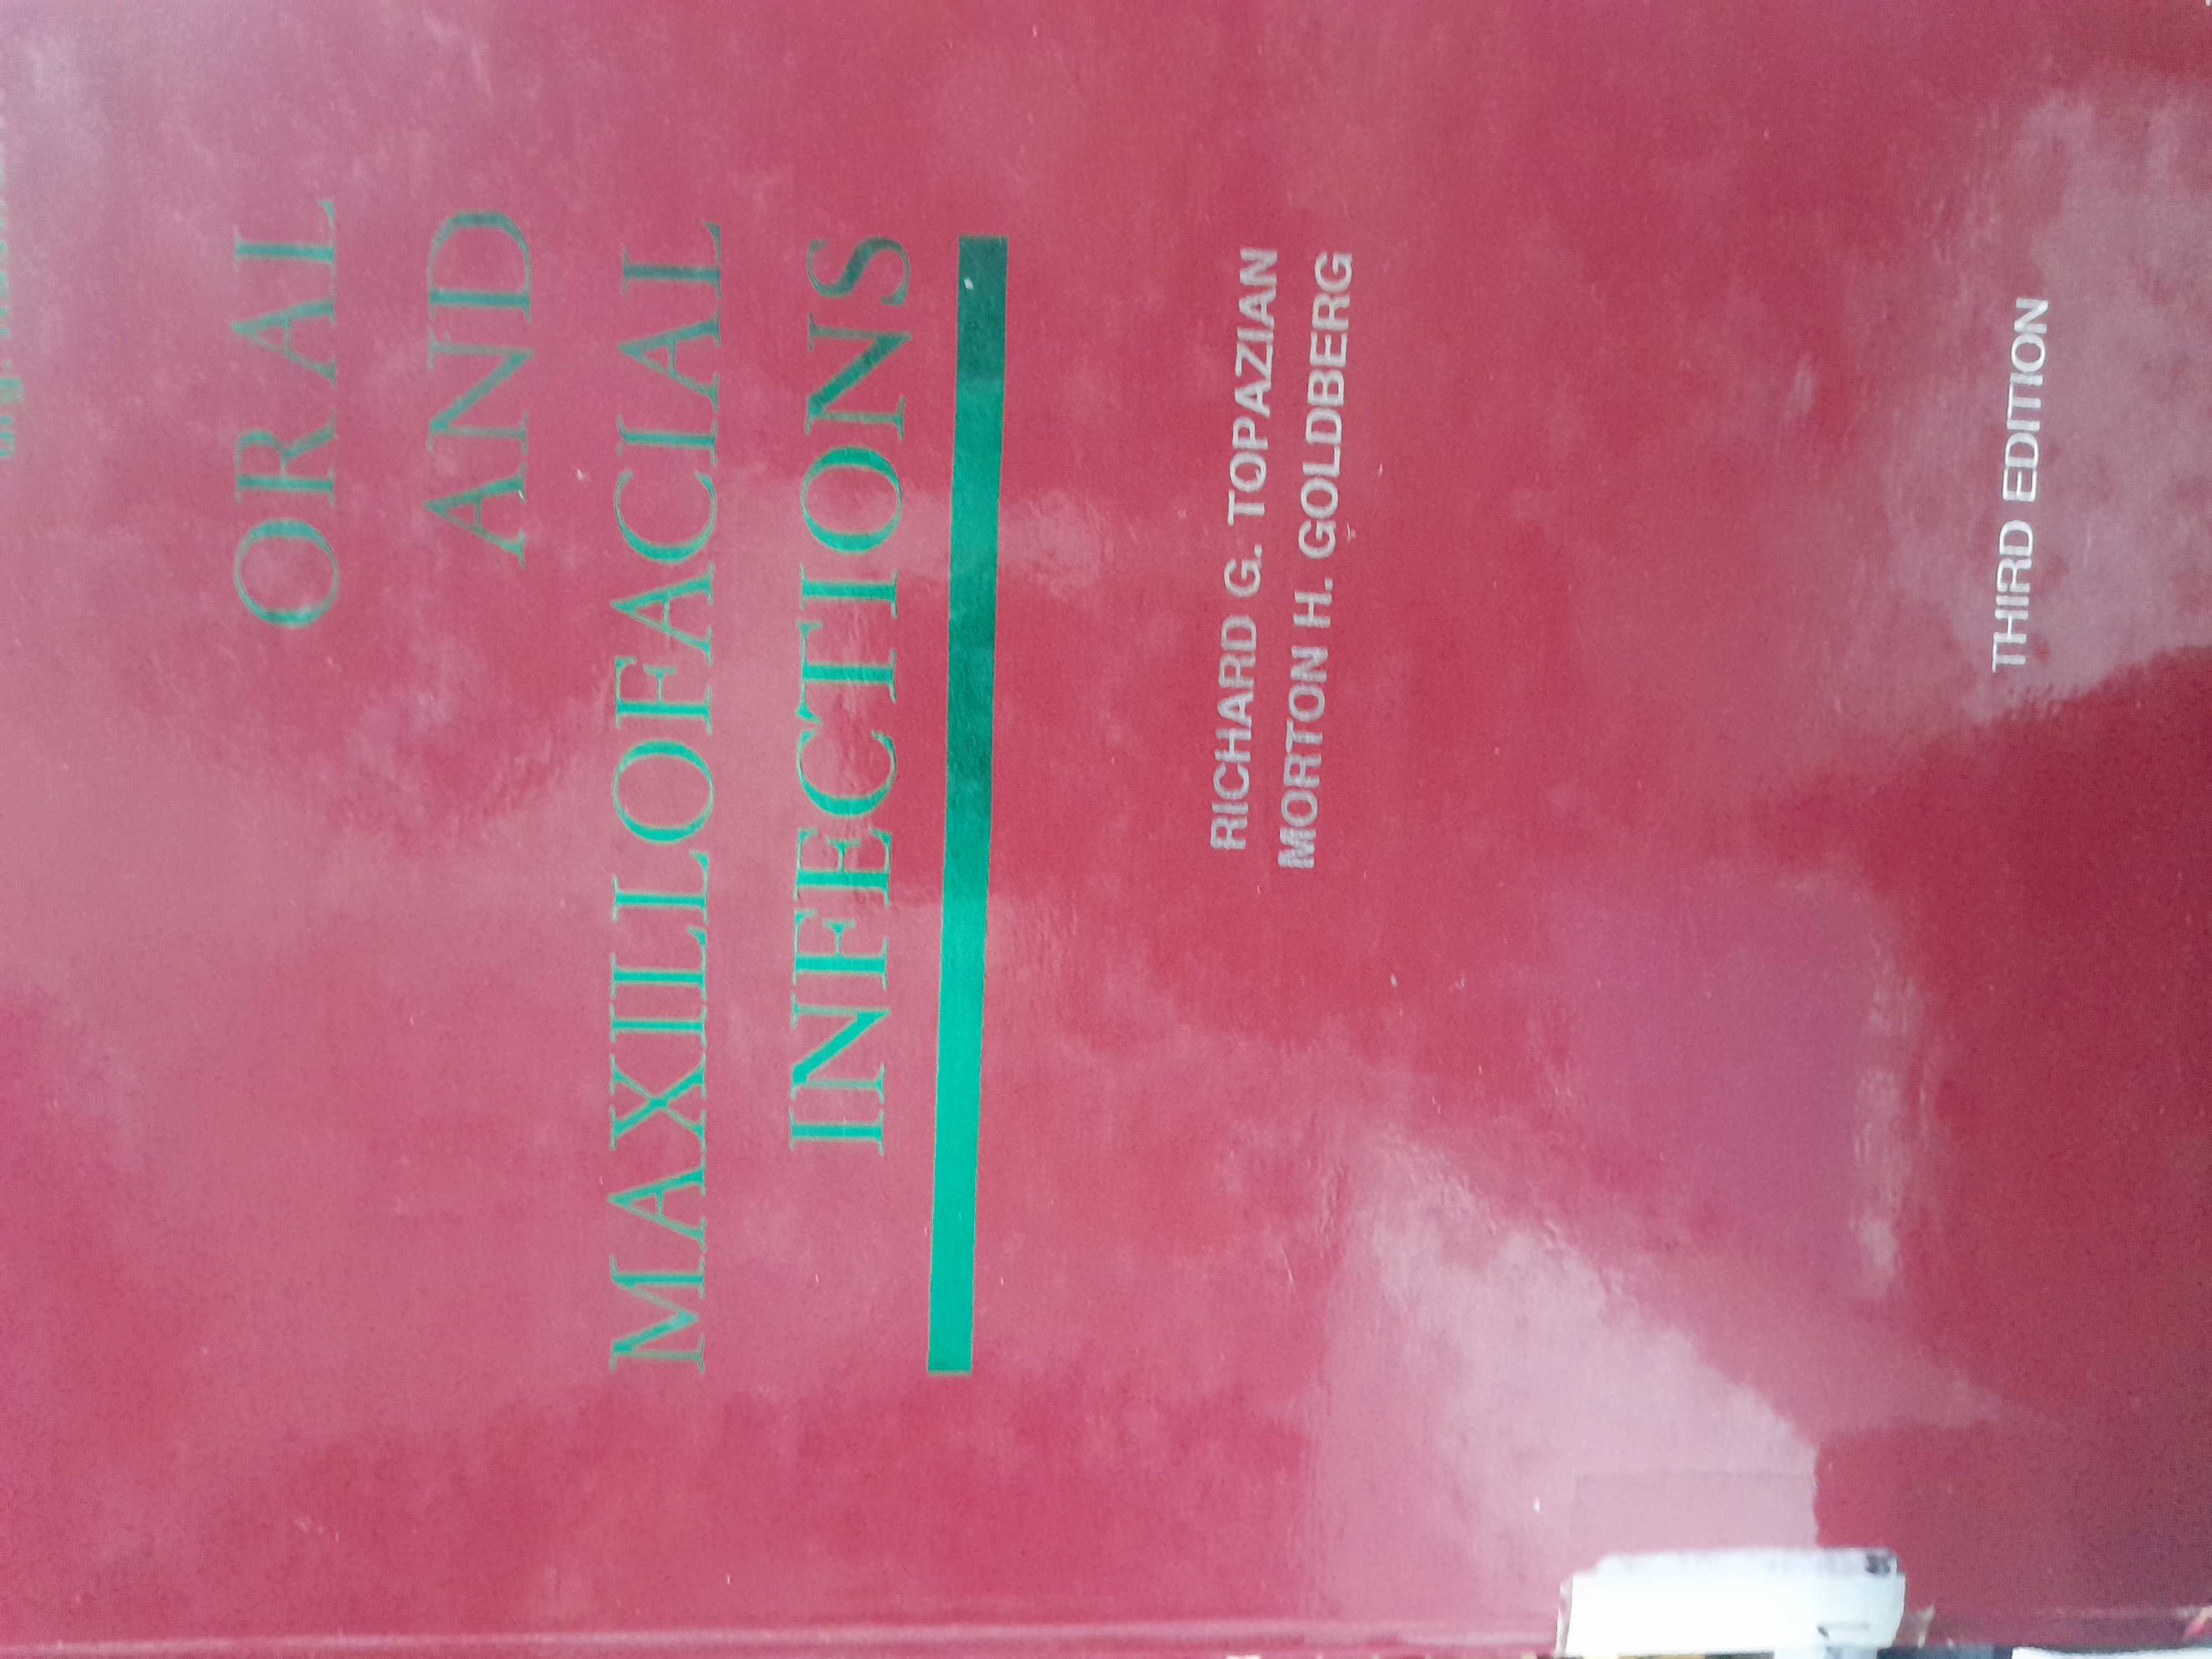 ORAL
AND
MAXILLOFACIAL
INFECTIONS
RICHARD G. TOPAZIAN
MORTON H. GOLDBERG
THIRD EDITION